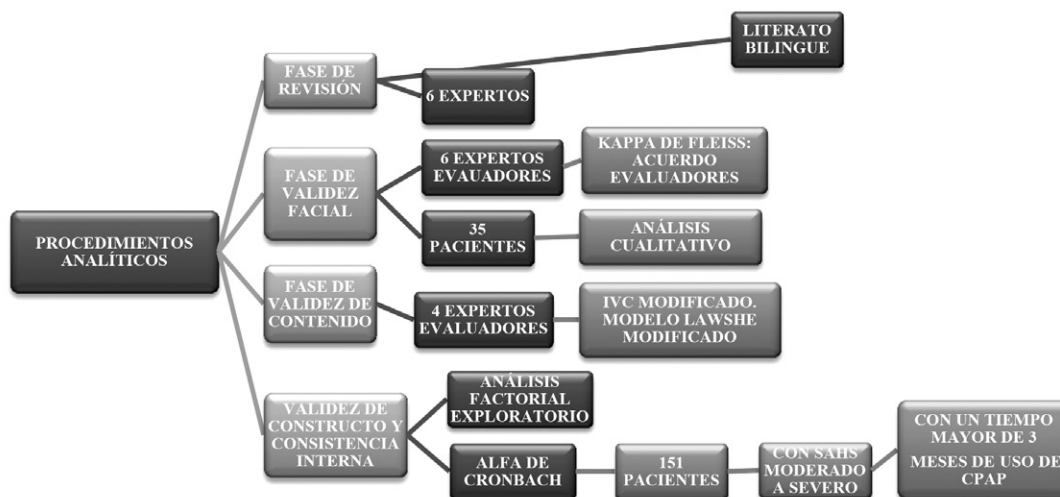 LITERATO
BILINGUE
FASE DE
REVISIÓN
6 EXPERTOS
FASE DE
VALIDEZ
FACIAL
6 EXPERTOS
EVAUADORES
KAPPA DE FLEISS:
ACUERDO
EVALUADORES
35
PACIENTES
ANÁLISIS
CUALITATIVO
PROCEDIMIENTOS
ANALÍTICOS
FASE DE
VALIDEZ DE
CONTENIDO
4 EXPERTOS
EVALUADORES
IVC MODIFICADO.
MODELO LAWSHE
MODIFICADO
VALIDEZ DE
CONSTRUCTO Y
CONSISTENCIA
INTERNA
ANÁLISIS
FACTORIAL
EXPLORATORIO
ALFA DE
CRONBACH
151
PACIENTES
CON SAHS
MODERADO
A SEVERO
CON UN TIEMPO
MAYOR DE 3
MESES DE USO DE
CPAP